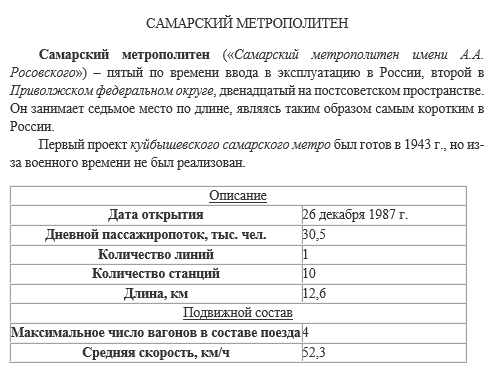 САМАРСКИЙ МЕТРОПОЛИТЕН
Самарский метрополитен («Самарский метрополитен имени А.А.
Росовского») – пятый по времени ввода в эксплуатацию в России, второй в
Приволжском федеральном округе, двенадцатый на постсоветском пространстве.
Он занимает седьмое место по длине, являясь таким образом самым коротким в
России.
Первый проект куйбышевского самарского метро был готов в 1943 г., но из-
за военного времени не был реализован.
Описание
Дата открытия 26 декабря 1987 г.
Дневной пассажиропоток, тыс. чел. 30,5
Количество линий 1
Количество станций 10
Длина, км 12,6
Подвижной состав
Максимальное число вагонов в составе поезда 4
Средняя скорость, км/ч 52,3